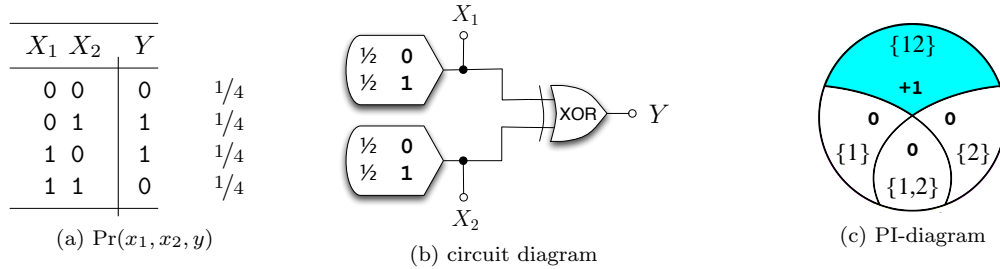 X₁ X₂ Y
0 0 0 ¹/₄
0 1 1 ¹/₄
1 0 1 ¹/₄
1 1 0 ¹/₄
(a) Pr(x₁, x₂, y)
X₁
½ 0
½ 1
XOR
Y
½ 0
½ 1
X₂
(b) circuit diagram
{12}
+1
0 0
{1} 0 {2}
{1,2}
(c) PI-diagram